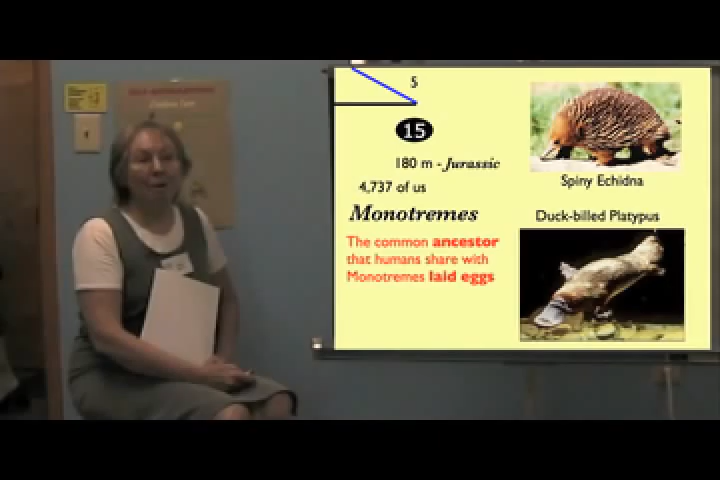 5
15
180 m - Jurassic
4,737 of us
Monotremes
The common ancestor
that humans share with
Monotremes laid eggs
Spiny Echidna
Duck-billed Platypus